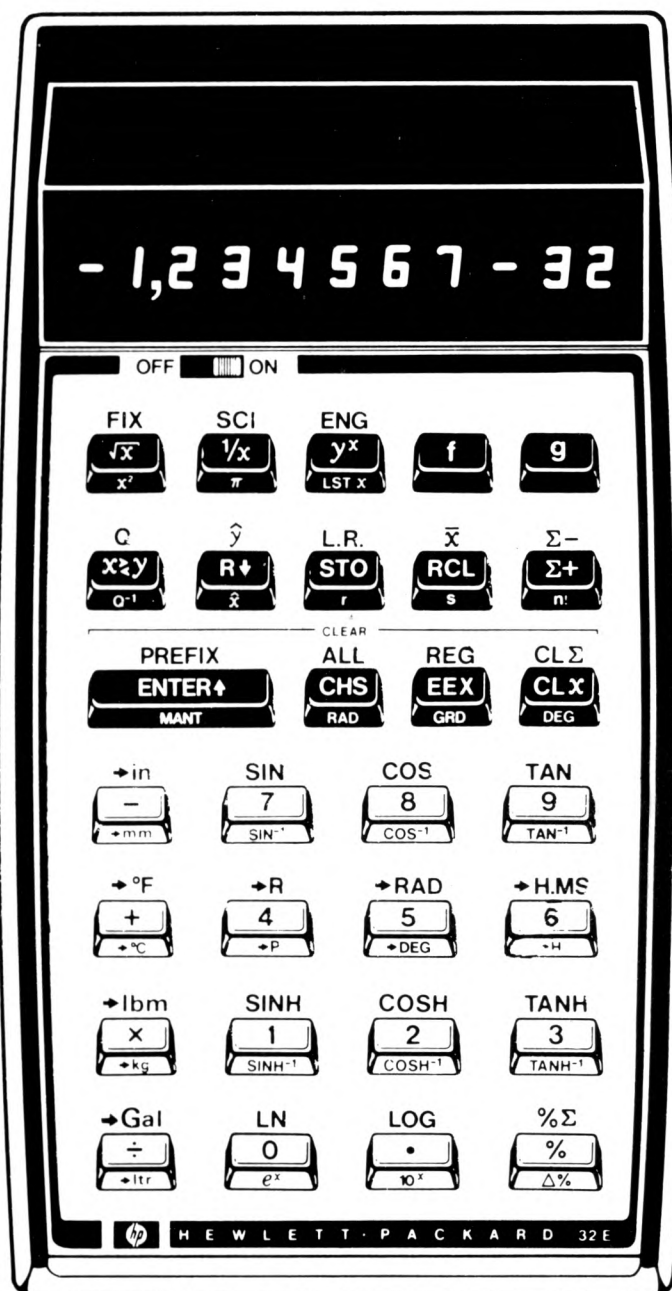 - 1,2 3 4 5 6 7 - 32
OFF ON
FIX SCI ENG
√x 1/x yˣ f g
x² π LST x
Q ŷ L.R. x̄ Σ−
x≷y R↓ STO RCL Σ+
Q⁻¹ x̂ r s n!
CLEAR
PREFIX ALL REG CLΣ
ENTER↑ CHS EEX CLx
MANT RAD GRD DEG
→in SIN COS TAN
− 7 8 9
→mm SIN⁻¹ COS⁻¹ TAN⁻¹
→°F →R →RAD →H.MS
+ 4 5 6
→°C →P →DEG →H
→lbm SINH COSH TANH
× 1 2 3
→kg SINH⁻¹ COSH⁻¹ TANH⁻¹
→Gal LN LOG %Σ
÷ 0 • %
→ltr eˣ 10ˣ △%
hp HEWLETT·PACKARD 32E